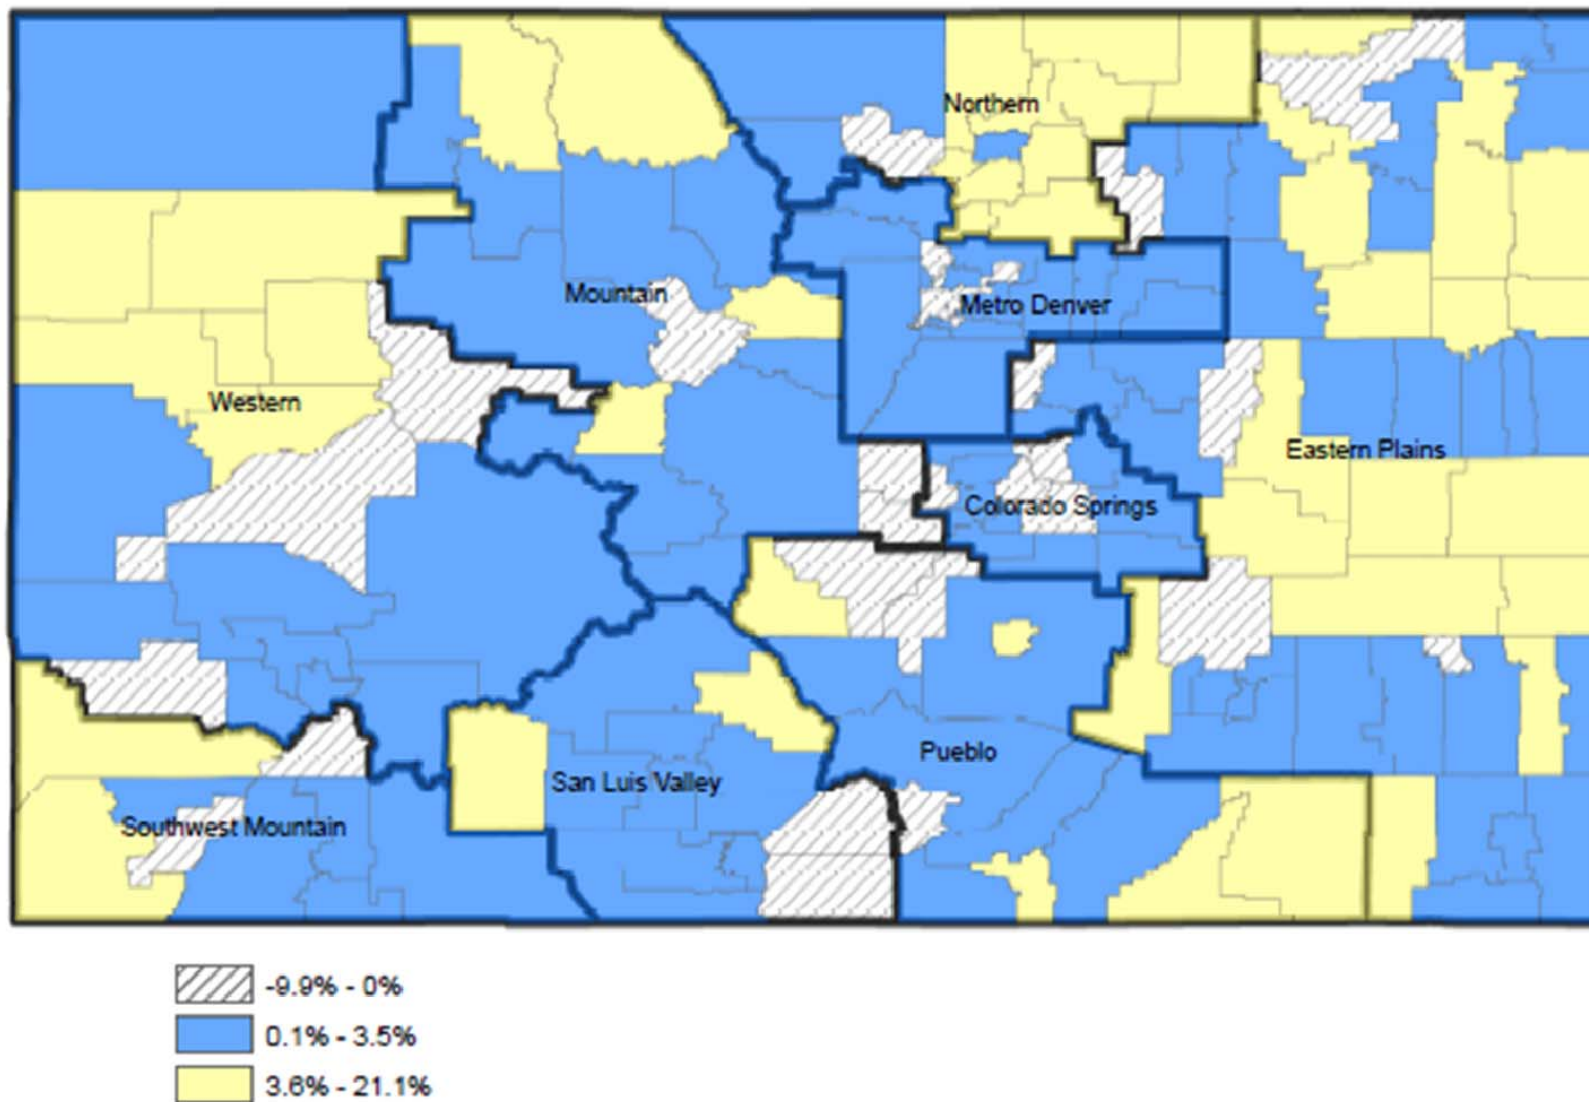 Northern
Mountain
Metro Denver
Western
Eastern Plains
Colorado Springs
Pueblo
San Luis Valley
Southwest Mountain
-9.9% - 0%
0.1% - 3.5%
3.6% - 21.1%